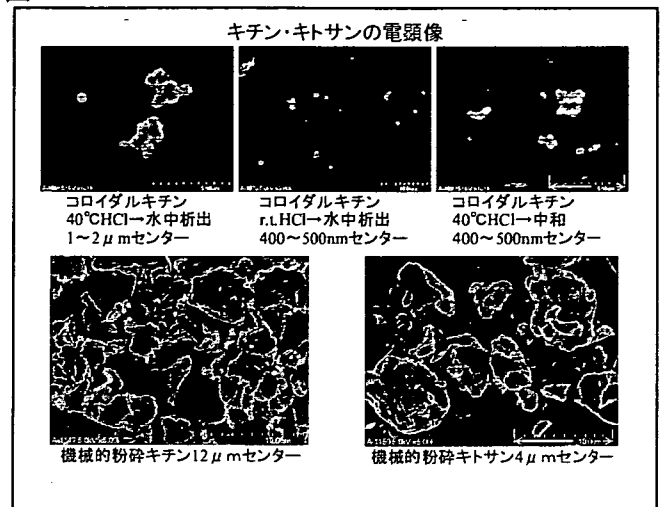 キチン・キトサンの電顕像
コロイダルキチン
40℃HCl→水中析出
1～2μmセンター
コロイダルキチン
r.t.HCl→水中析出
400～500nmセンター
コロイダルキチン
40℃HCl→中和
400～500nmセンター
機械的粉砕キチン12μmセンター
機械的粉砕キトサン4μmセンター